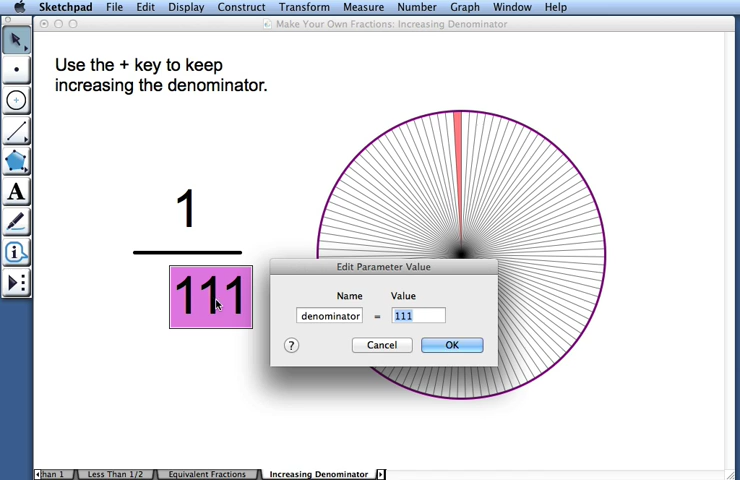 Sketchpad File Edit Display Construct Transform Measure Number Graph Window Help
Make Your Own Fractions: Increasing Denominator
Use the + key to keep
increasing the denominator.
1
111
Edit Parameter Value
Name Value
denominator = 111
? Cancel OK
A
i
than 1 Less Than 1/2 Equivalent Fractions Increasing Denominator